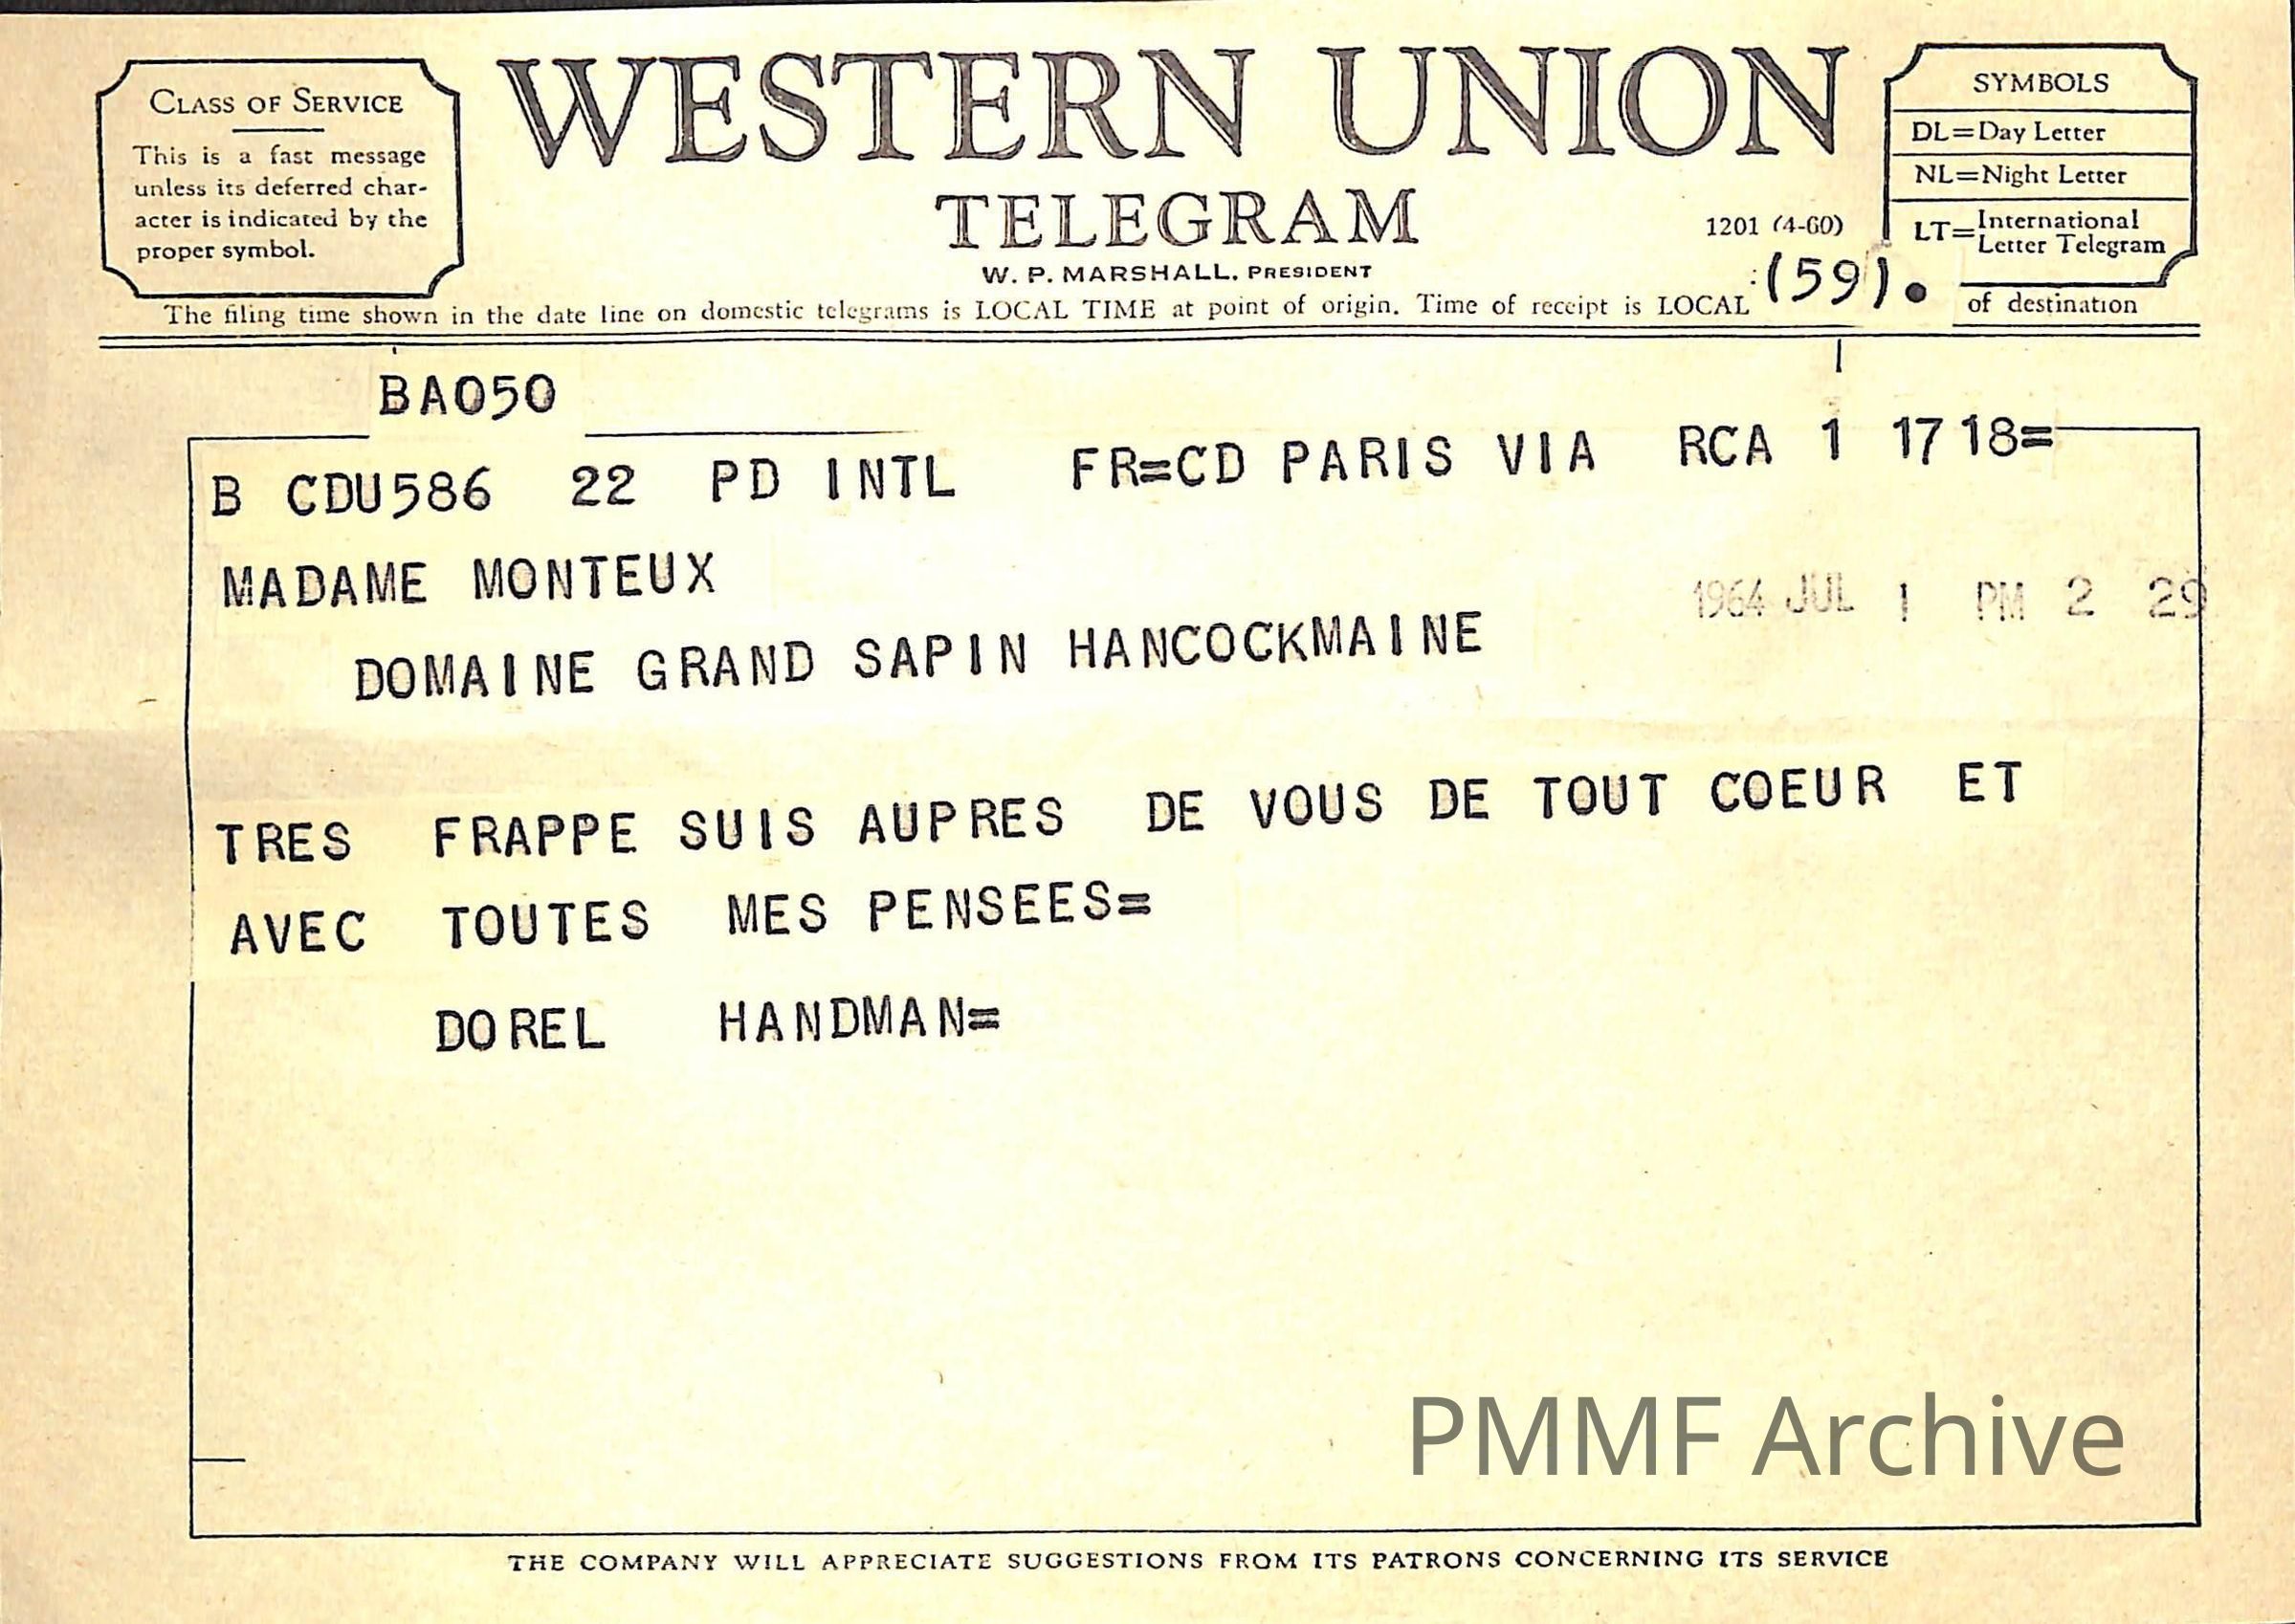 CLASS OF SERVICE
This is a fast message
unless its deferred char-
acter is indicated by the
proper symbol.
WESTERN UNION
TELEGRAM
W. P. MARSHALL, PRESIDENT
1201 (4-60)
SYMBOLS
DL=Day Letter
NL=Night Letter
LT=International
Letter Telegram
(59).
The filing time shown in the date line on domestic telegrams is LOCAL TIME at point of origin. Time of receipt is LOCAL of destination
BA050
B CDU586 22 PD INTL FR=CD PARIS VIA RCA 1 1718=
MADAME MONTEUX
1964 JUL 1 PM 2 29
DOMAINE GRAND SAPIN HANCOCKMAINE
TRES FRAPPE SUIS AUPRES DE VOUS DE TOUT COEUR ET
AVEC TOUTES MES PENSEES=
DOREL HANDMAN=
PMMF Archive
THE COMPANY WILL APPRECIATE SUGGESTIONS FROM ITS PATRONS CONCERNING ITS SERVICE